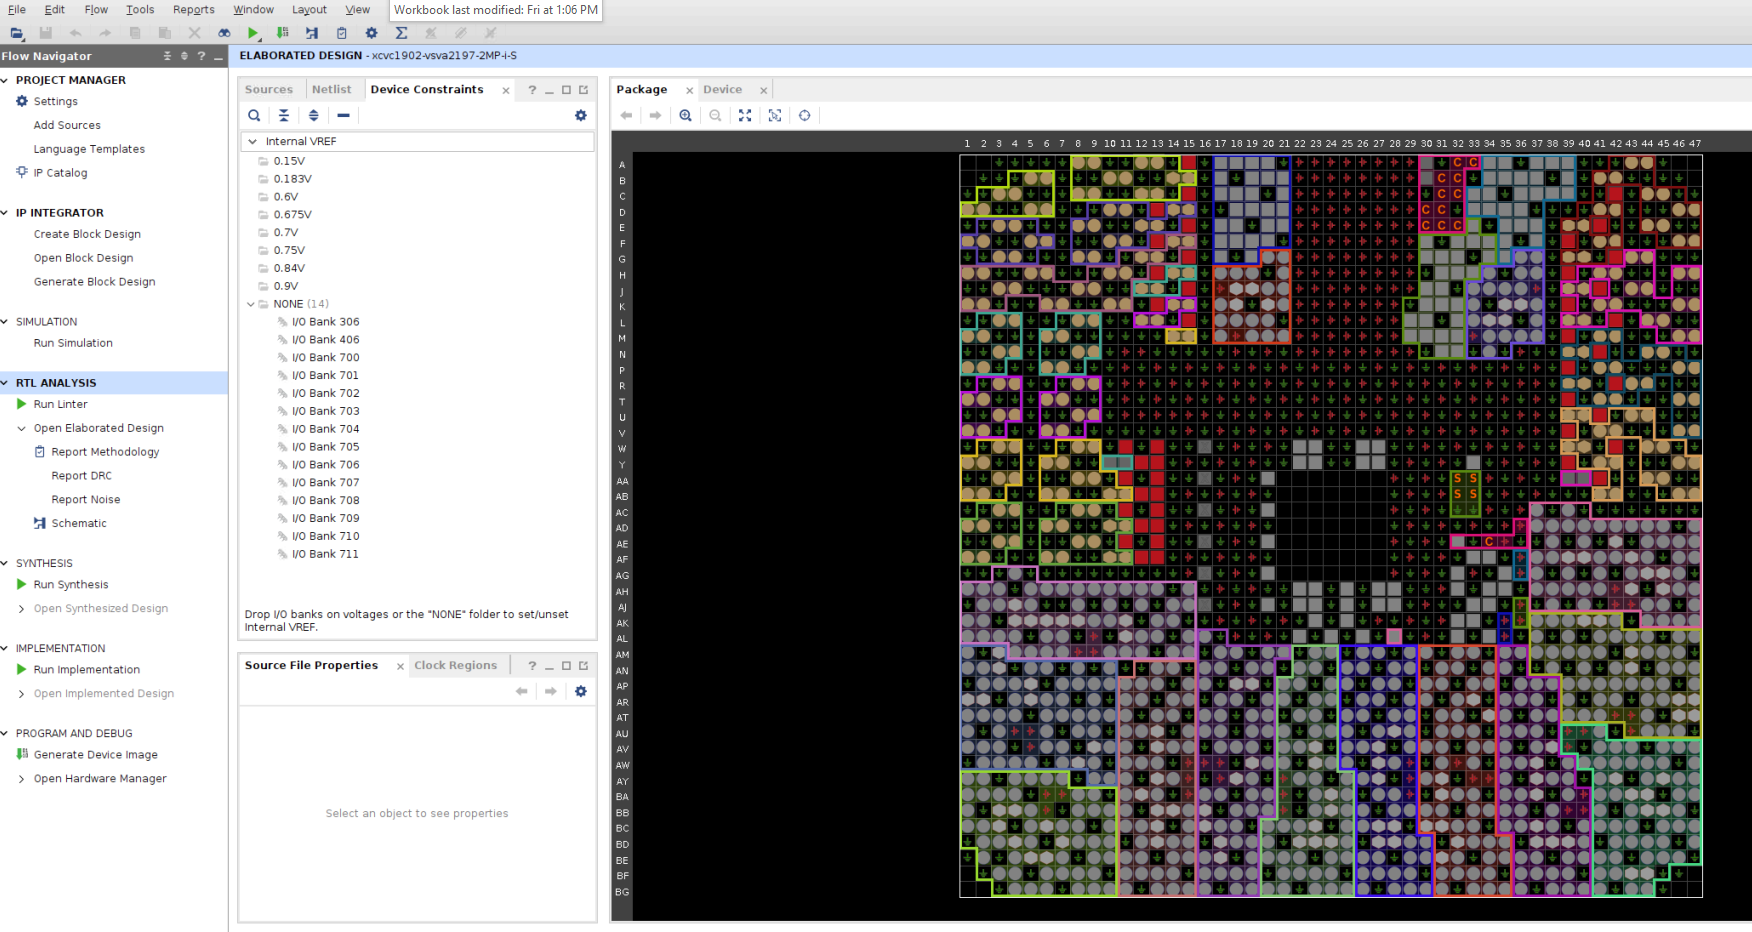 File Edit Flow Tools Reports Window Layout View
Workbook last modified: Fri at 1:06 PM
Flow Navigator
?
ELABORATED DESIGN - xcvc1902-vsva2197-2MP-i-S
PROJECT MANAGER
Settings
Add Sources
Language Templates
IP Catalog
IP INTEGRATOR
Create Block Design
Open Block Design
Generate Block Design
SIMULATION
Run Simulation
RTL ANALYSIS
Run Linter
Open Elaborated Design
Report Methodology
Report DRC
Report Noise
Schematic
SYNTHESIS
Run Synthesis
Open Synthesized Design
IMPLEMENTATION
Run Implementation
Open Implemented Design
PROGRAM AND DEBUG
Generate Device Image
Open Hardware Manager
Sources Netlist Device Constraints
?
Internal VREF
0.15V
0.183V
0.6V
0.675V
0.7V
0.75V
0.84V
0.9V
NONE (14)
I/O Bank 306
I/O Bank 406
I/O Bank 700
I/O Bank 701
I/O Bank 702
I/O Bank 703
I/O Bank 704
I/O Bank 705
I/O Bank 706
I/O Bank 707
I/O Bank 708
I/O Bank 709
I/O Bank 710
I/O Bank 711
Drop I/O banks on voltages or the "NONE" folder to set/unset
Internal VREF.
Source File Properties Clock Regions
?
Select an object to see properties
Package Device
1 2 3 4 5 6 7 8 9 10 11 12 13 14 15 16 17 18 19 20 21 22 23 24 25 26 27 28 29 30 31 32 33 34 35 36 37 38 39 40 41 42 43 44 45 46 47
A C C
B C C
C C C
D C C
E C C C
F
G
H
J
K
L
M
N
P
R
T
U
V
W
Y
AA S S
AB S S
AC
AD
AE C
AF
AG
AH
AJ
AK
AL
AM
AN
AP
AR
AT
AU
AV
AW
AY
BA
BB
BC
BD
BE
BF
BG